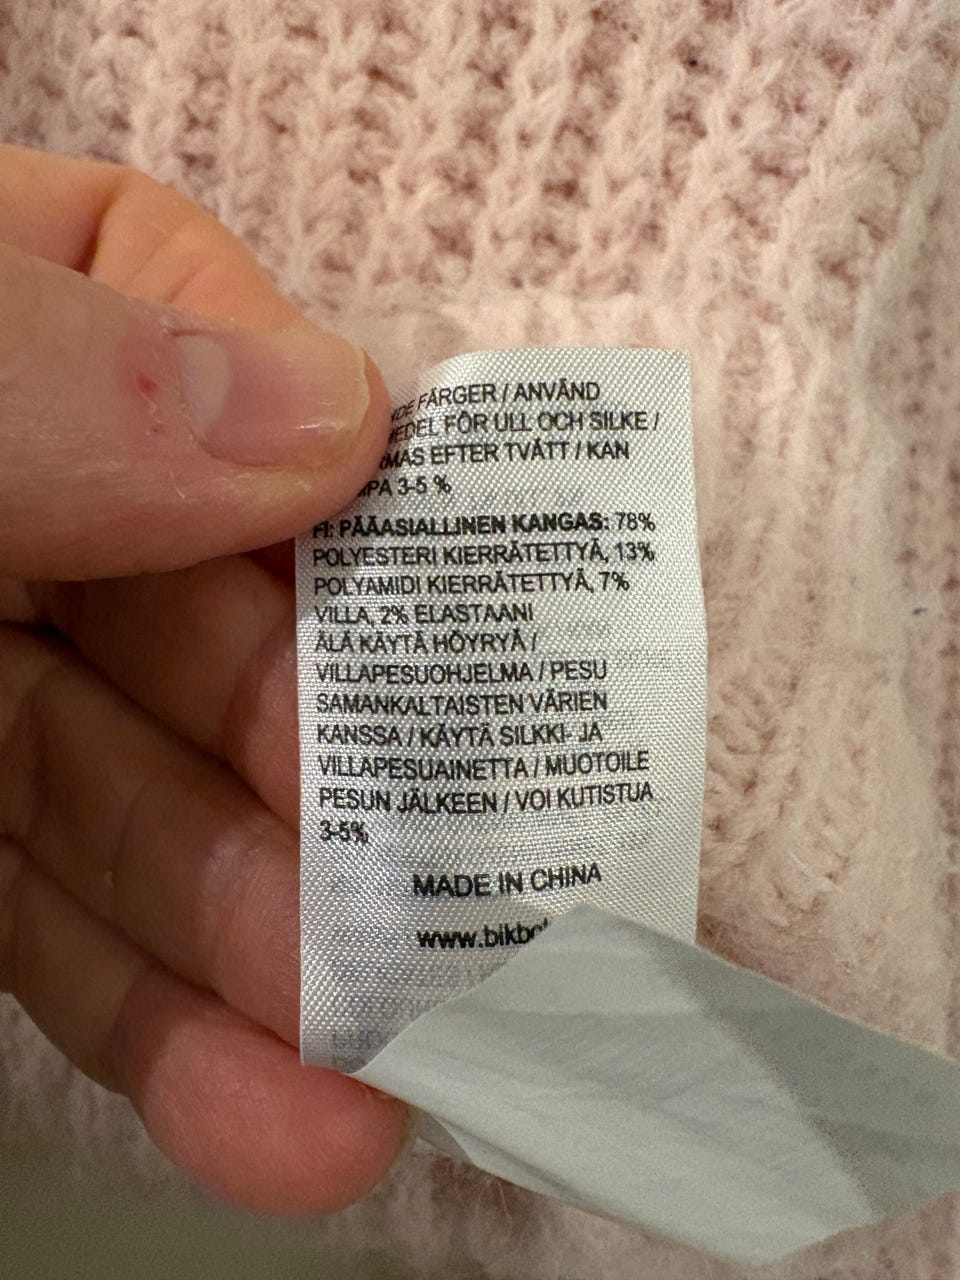 FÄRGER / ANVÄND
FÖR ULL OCH SILKE /
EFTER TVÄTT / KAN
3-5 %
FI: PÄÄASIALLINEN KANGAS: 78%
POLYESTERI KIERRÄTETTYÄ, 13%
POLYAMIDI KIERRÄTETTYÄ, 7%
VILLA, 2% ELASTAANI
ÄLÄ KÄYTÄ HÖYRYÄ /
VILLAPESUOHJELMA / PESU
SAMANKALTAISTEN VÄRIEN
KANSSA / KÄYTÄ SILKKI- JA
VILLAPESUAINETTA / MUOTOILE
PESUN JÄLKEEN / VOI KUTISTUA
3-5%
MADE IN CHINA